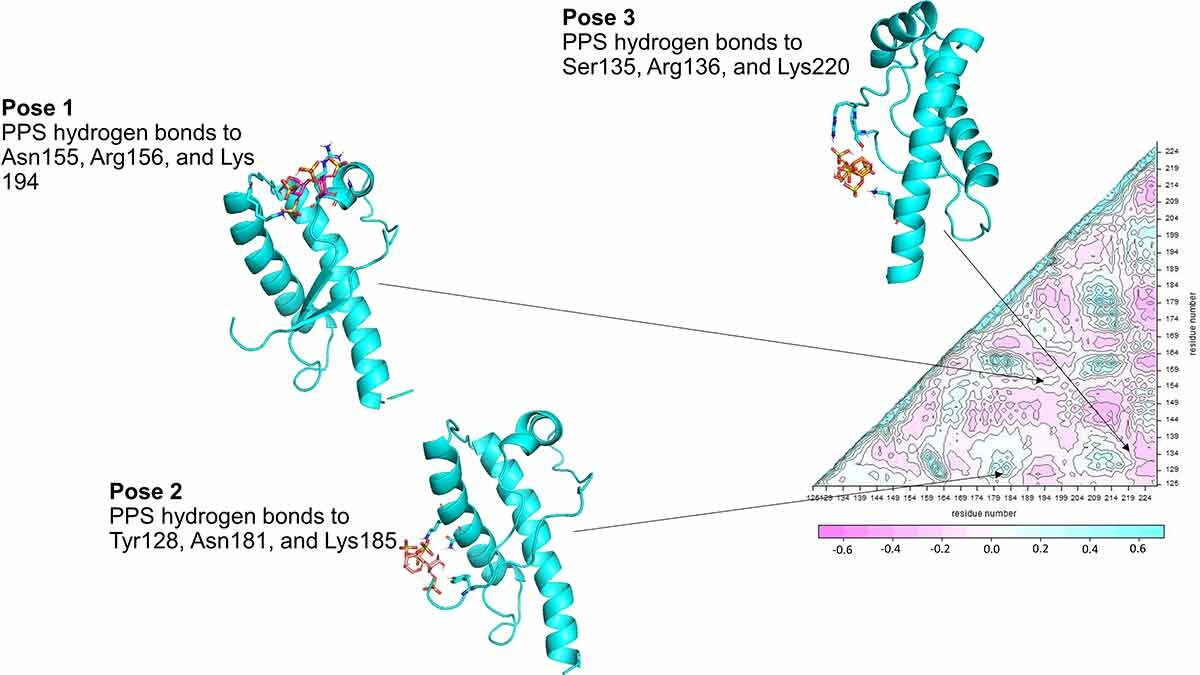 Pose 3
PPS hydrogen bonds to
Ser135, Arg136, and Lys220
Pose 1
PPS hydrogen bonds to
Asn155, Arg156, and Lys
194
Pose 2
PPS hydrogen bonds to
Tyr128, Asn181, and Lys185
224
219
214
209
204
199
194
189
184
179
174
169
164
159
154
149
144
139
134
129
125
residue number
134 139 144 149 154 159 164 169 174 179 184 189 194 199 204 209 214 219 224
residue number
-0.6 -0.4 -0.2 0.0 0.2 0.4 0.6